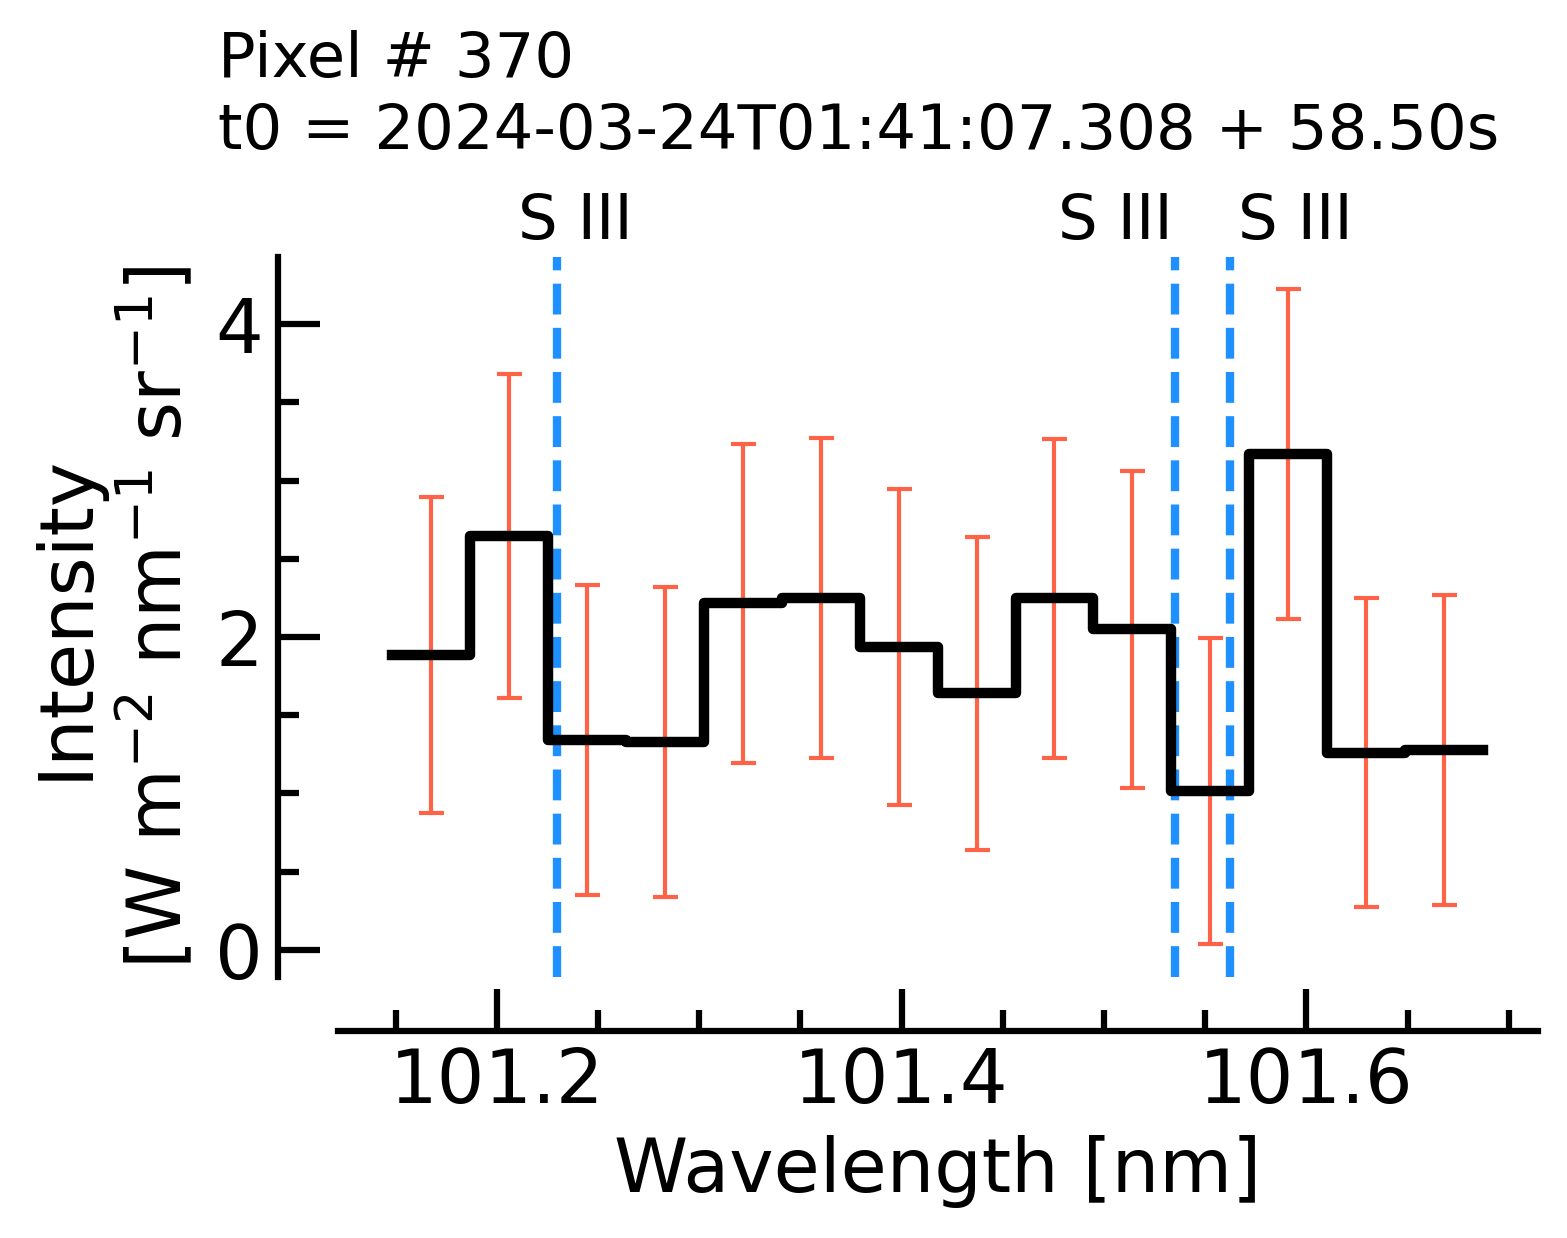 Pixel # 370
t0 = 2024-03-24T01:41:07.308 + 58.50s
S III S III S III
Intensity
[W m⁻² nm⁻¹ sr⁻¹]
4
2
0
101.2 101.4 101.6
Wavelength [nm]